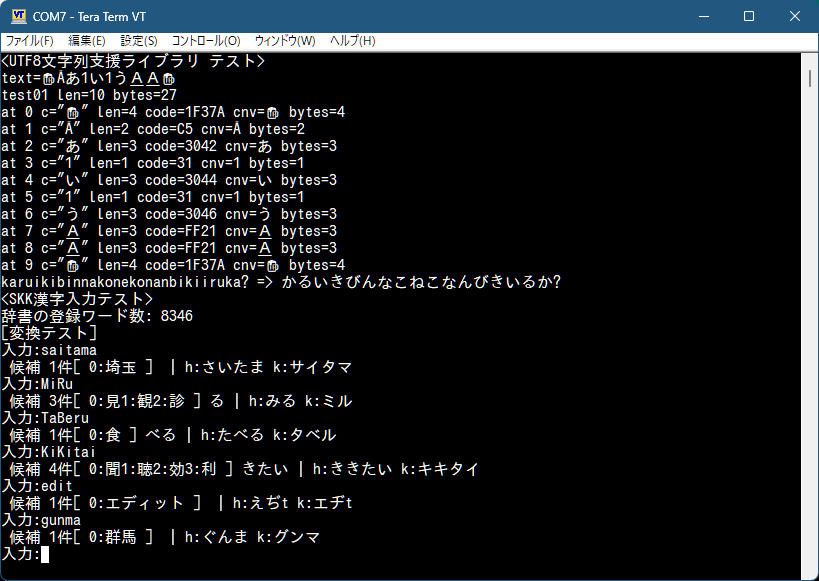 COM7 - Tera Term VT
ファイル(F) 編集(E) 設定(S) コントロール(O) ウィンドウ(W) ヘルプ(H)
<UTF8文字列支援ライブラリ テスト>
text=🍺Åあ1い1うＡＡ🍺
test01 len=10 bytes=27
at 0 c="🍺" len=4 code=1F37A cnv=🍺 bytes=4
at 1 c="Å" len=2 code=C5 cnv=Å bytes=2
at 2 c="あ" len=3 code=3042 cnv=あ bytes=3
at 3 c="1" len=1 code=31 cnv=1 bytes=1
at 4 c="い" len=3 code=3044 cnv=い bytes=3
at 5 c="1" len=1 code=31 cnv=1 bytes=1
at 6 c="う" len=3 code=3046 cnv=う bytes=3
at 7 c="Ａ" len=3 code=FF21 cnv=Ａ bytes=3
at 8 c="Ａ" len=3 code=FF21 cnv=Ａ bytes=3
at 9 c="🍺" len=4 code=1F37A cnv=🍺 bytes=4
karuikibinnakonekonanbikiiruka? => かるいきびんなこねこなんびきいるか?
<SKK漢字入力テスト>
辞書の登録ワード数: 8346
[変換テスト]
入力:saitama
候補 1件[ 0:埼玉 ] | h:さいたま k:サイタマ
入力:MiRu
候補 3件[ 0:見1:観2:診 ] る | h:みる k:ミル
入力:TaBeru
候補 1件[ 0:食 ] べる | h:たべる k:タベル
入力:KiKitai
候補 4件[ 0:聞1:聴2:効3:利 ] きたい | h:ききたい k:キキタイ
入力:edit
候補 1件[ 0:エディット ] | h:えぢt k:エヂt
入力:gunma
候補 1件[ 0:群馬 ] | h:ぐんま k:グンマ
入力: